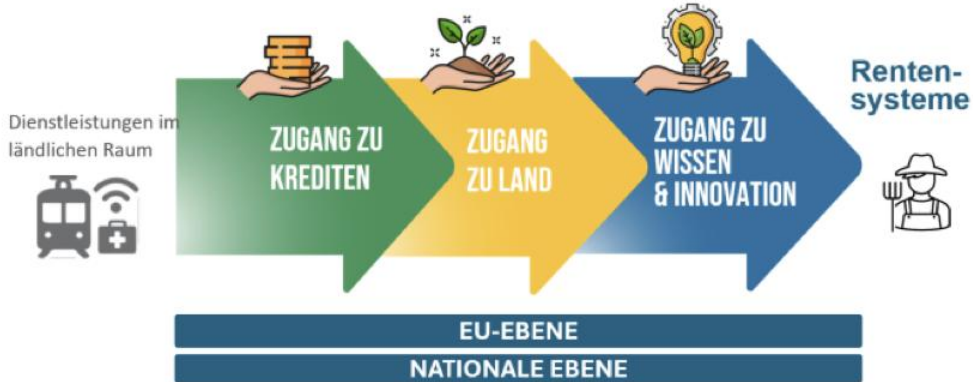 Dienstleistungen im
ländlichen Raum
ZUGANG ZU
KREDITEN
ZUGANG
ZU LAND
ZUGANG ZU
WISSEN
& INNOVATION
Renten-
systeme
EU-EBENE
NATIONALE EBENE